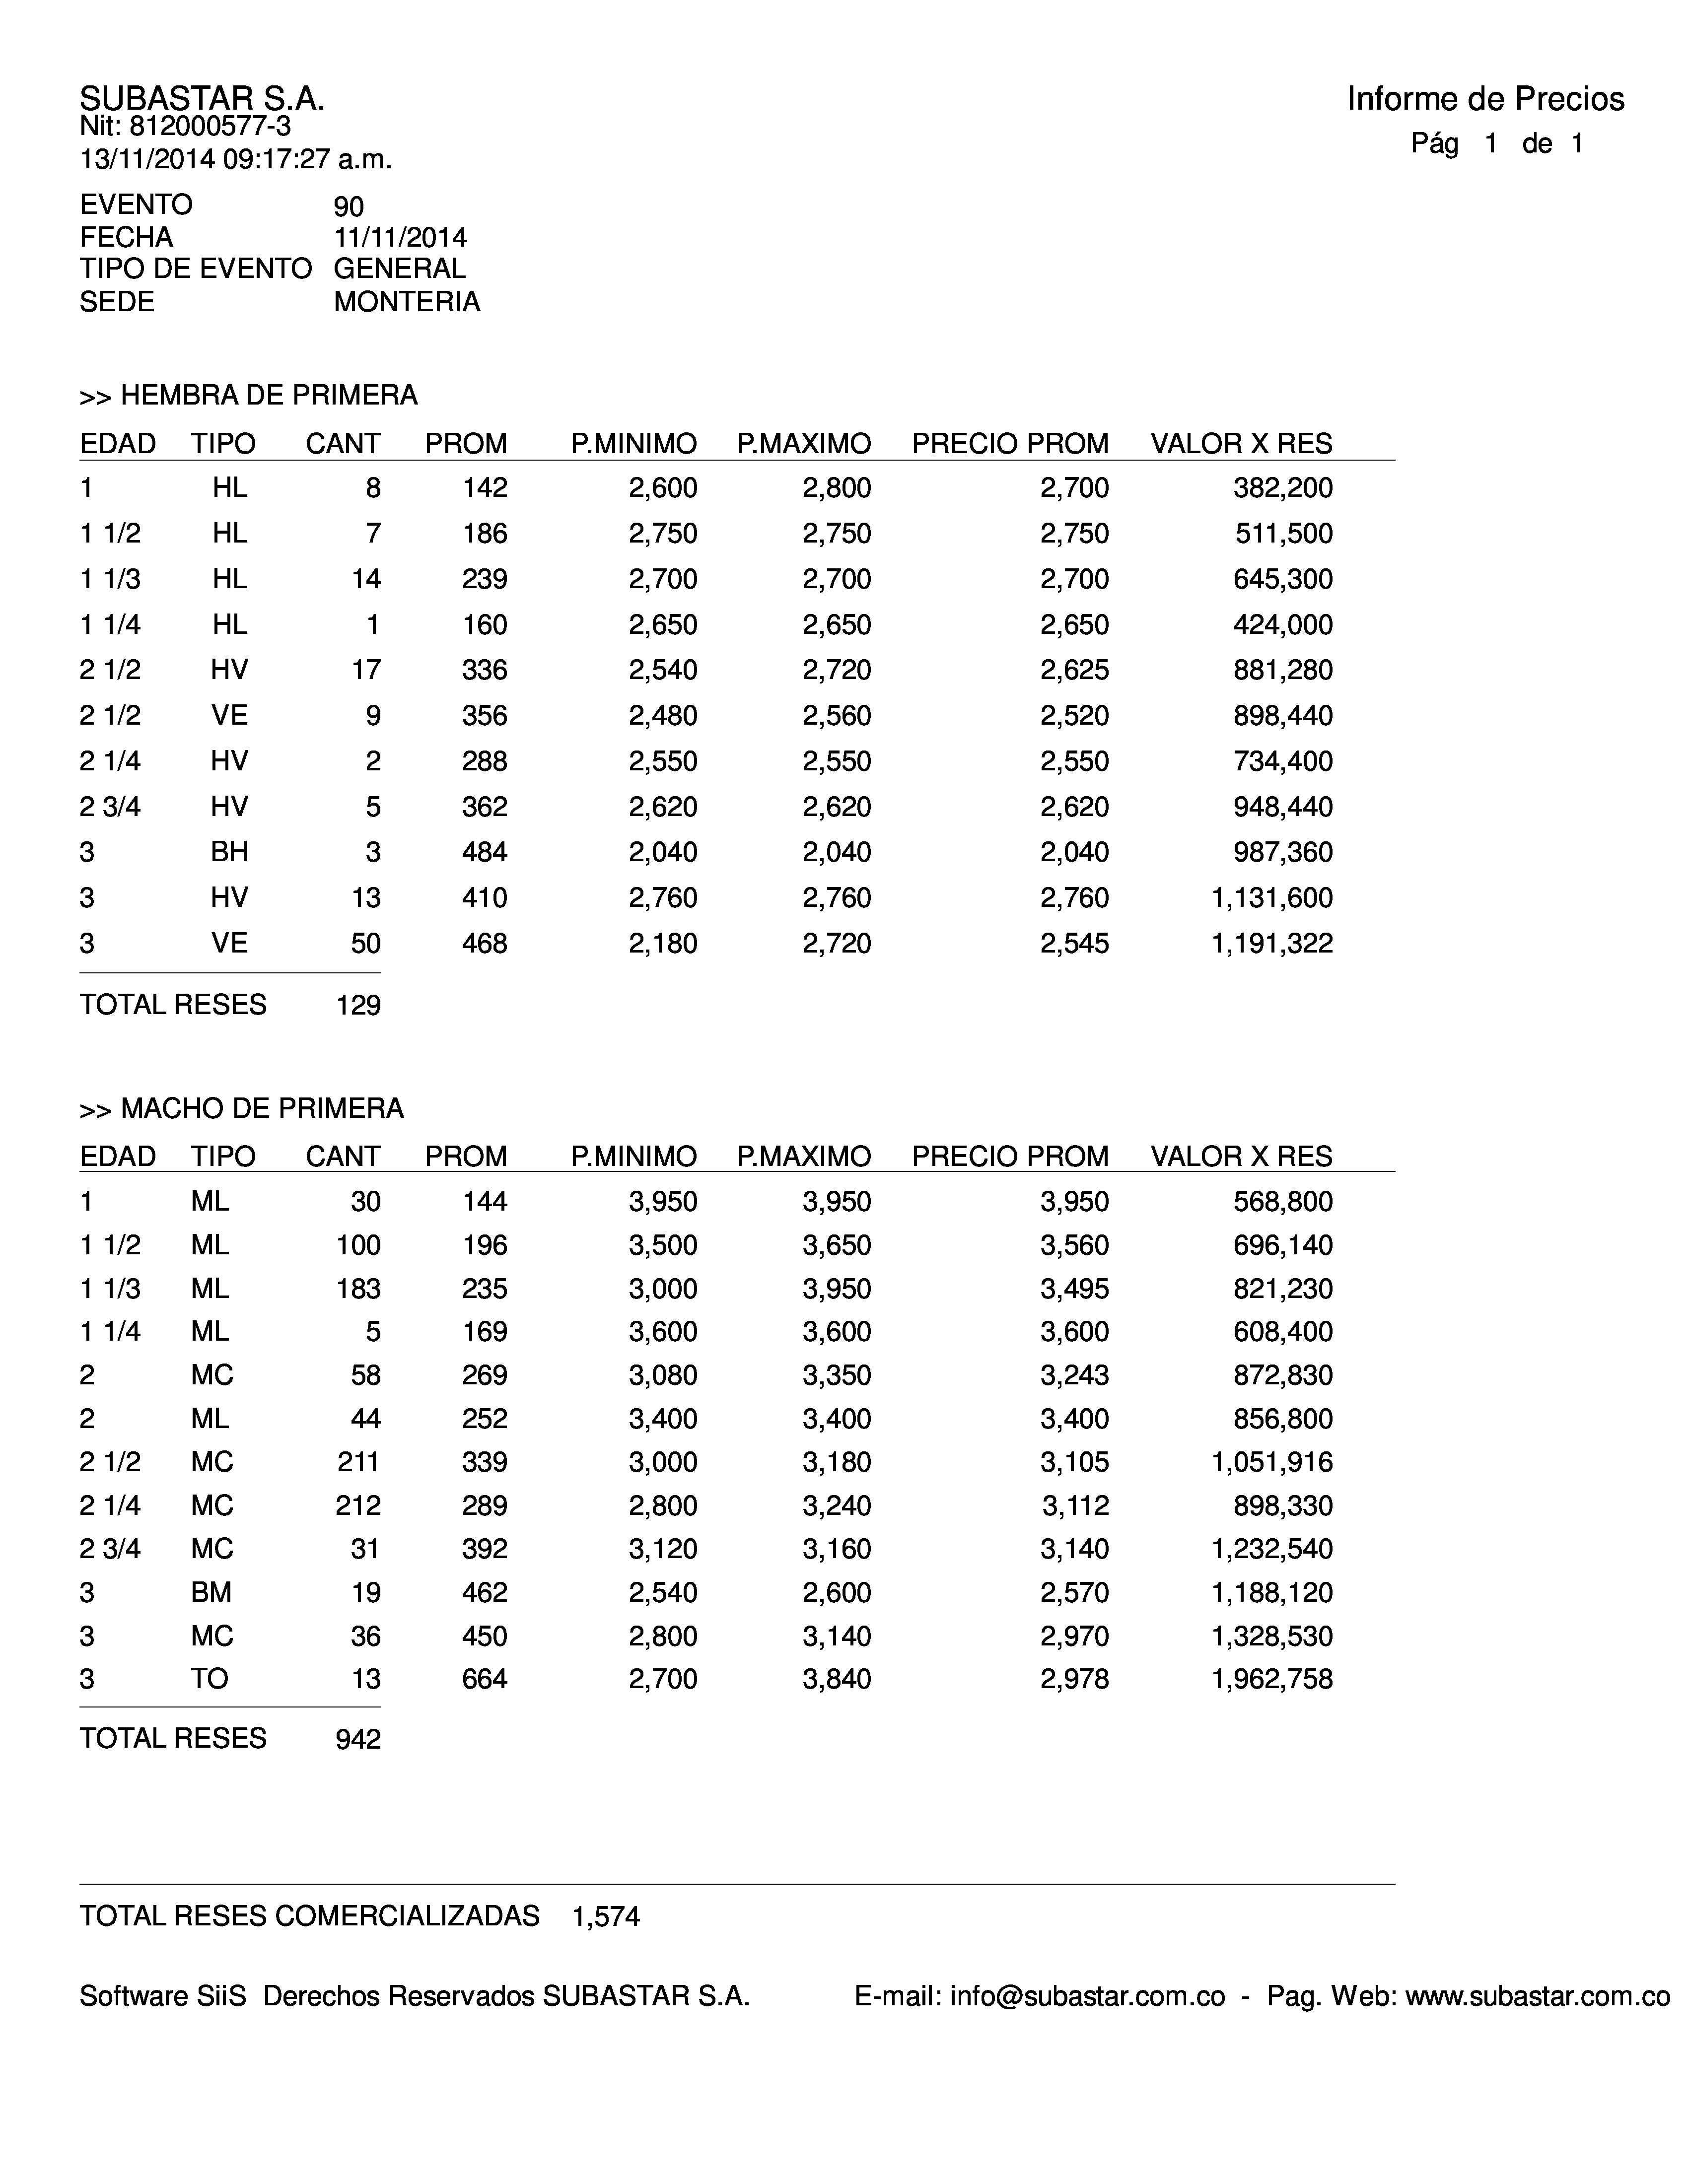 SUBASTAR S.A.
Informe de Precios
Nit: 812000577-3
Pág 1 de 1
13/11/2014 09:17:27 a.m.
EVENTO 90
FECHA 11/11/2014
TIPO DE EVENTO GENERAL
SEDE MONTERIA
>> HEMBRA DE PRIMERA
EDAD TIPO CANT PROM P.MINIMO P.MAXIMO PRECIO PROM VALOR X RES
1 HL 8 142 2,600 2,800 2,700 382,200
1 1/2 HL 7 186 2,750 2,750 2,750 511,500
1 1/3 HL 14 239 2,700 2,700 2,700 645,300
1 1/4 HL 1 160 2,650 2,650 2,650 424,000
2 1/2 HV 17 336 2,540 2,720 2,625 881,280
2 1/2 VE 9 356 2,480 2,560 2,520 898,440
2 1/4 HV 2 288 2,550 2,550 2,550 734,400
2 3/4 HV 5 362 2,620 2,620 2,620 948,440
3 BH 3 484 2,040 2,040 2,040 987,360
3 HV 13 410 2,760 2,760 2,760 1,131,600
3 VE 50 468 2,180 2,720 2,545 1,191,322
TOTAL RESES 129
>> MACHO DE PRIMERA
EDAD TIPO CANT PROM P.MINIMO P.MAXIMO PRECIO PROM VALOR X RES
1 ML 30 144 3,950 3,950 3,950 568,800
1 1/2 ML 100 196 3,500 3,650 3,560 696,140
1 1/3 ML 183 235 3,000 3,950 3,495 821,230
1 1/4 ML 5 169 3,600 3,600 3,600 608,400
2 MC 58 269 3,080 3,350 3,243 872,830
2 ML 44 252 3,400 3,400 3,400 856,800
2 1/2 MC 211 339 3,000 3,180 3,105 1,051,916
2 1/4 MC 212 289 2,800 3,240 3,112 898,330
2 3/4 MC 31 392 3,120 3,160 3,140 1,232,540
3 BM 19 462 2,540 2,600 2,570 1,188,120
3 MC 36 450 2,800 3,140 2,970 1,328,530
3 TO 13 664 2,700 3,840 2,978 1,962,758
TOTAL RESES 942
TOTAL RESES COMERCIALIZADAS 1,574
Software SiiS Derechos Reservados SUBASTAR S.A. E-mail: info@subastar.com.co - Pag. Web: www.subastar.com.co